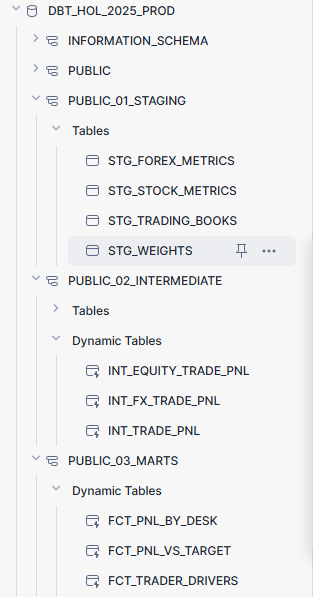 DBT_HOL_2025_PROD
INFORMATION_SCHEMA
PUBLIC
PUBLIC_01_STAGING
Tables
STG_FOREX_METRICS
STG_STOCK_METRICS
STG_TRADING_BOOKS
STG_WEIGHTS
PUBLIC_02_INTERMEDIATE
Tables
Dynamic Tables
INT_EQUITY_TRADE_PNL
INT_FX_TRADE_PNL
INT_TRADE_PNL
PUBLIC_03_MARTS
Dynamic Tables
FCT_PNL_BY_DESK
FCT_PNL_VS_TARGET
FCT_TRADER_DRIVERS